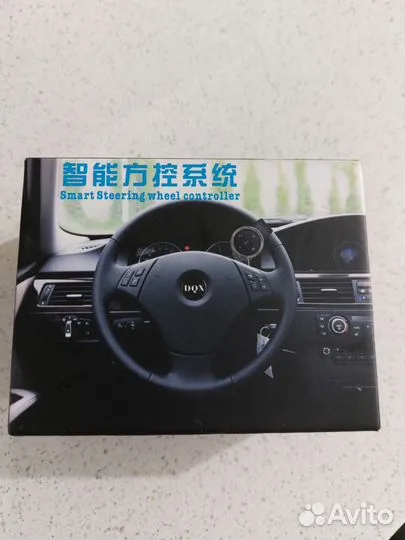 智能方控系统
Smart Steering wheel controller
DQX
Avito